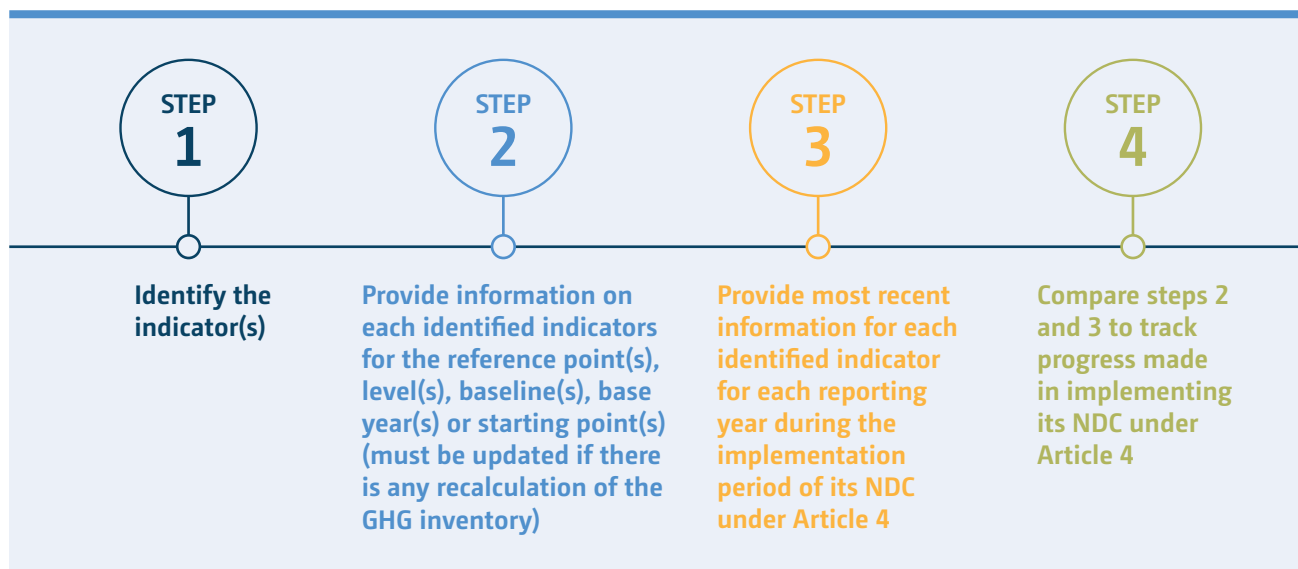 STEP
1
Identify the
indicator(s)
STEP
2
Provide information on
each identified indicators
for the reference point(s),
level(s), baseline(s), base
year(s) or starting point(s)
(must be updated if there
is any recalculation of the
GHG inventory)
STEP
3
Provide most recent
information for each
identified indicator
for each reporting
year during the
implementation
period of its NDC
under Article 4
STEP
4
Compare steps 2
and 3 to track
progress made
in implementing
its NDC under
Article 4